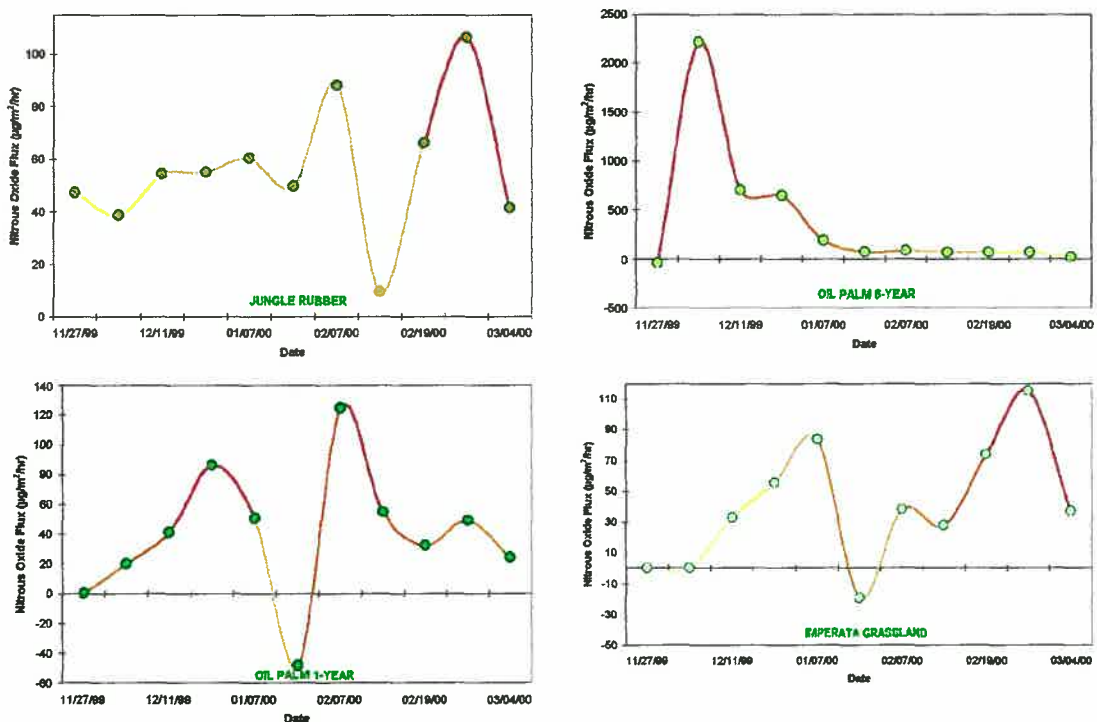 Nitrous Oxide Flux (µg/m²/hr)
100
80
60
40
20
0
JUNGLE RUBBER
11/27/99 12/11/99 01/07/00 02/07/00 02/19/00 03/04/00
Date
Nitrous Oxide Flux (µg/m²/hr)
2500
2000
1500
1000
500
0
-500
OIL PALM 6-YEAR
11/27/99 12/11/99 01/07/00 02/07/00 02/19/00 03/04/00
Date
Nitrous Oxide Flux (µg/m²/hr)
140
120
100
80
60
40
20
0
-20
-40
-60
OIL PALM 1-YEAR
11/27/99 12/11/99 01/07/00 02/07/00 02/19/00 03/04/00
Date
Nitrous Oxide Flux (µg/m²/hr)
110
90
70
50
30
10
-10
-30
-50
IMPERATA GRASSLAND
11/27/99 12/11/99 01/07/00 02/07/00 02/19/00 03/04/00
Date